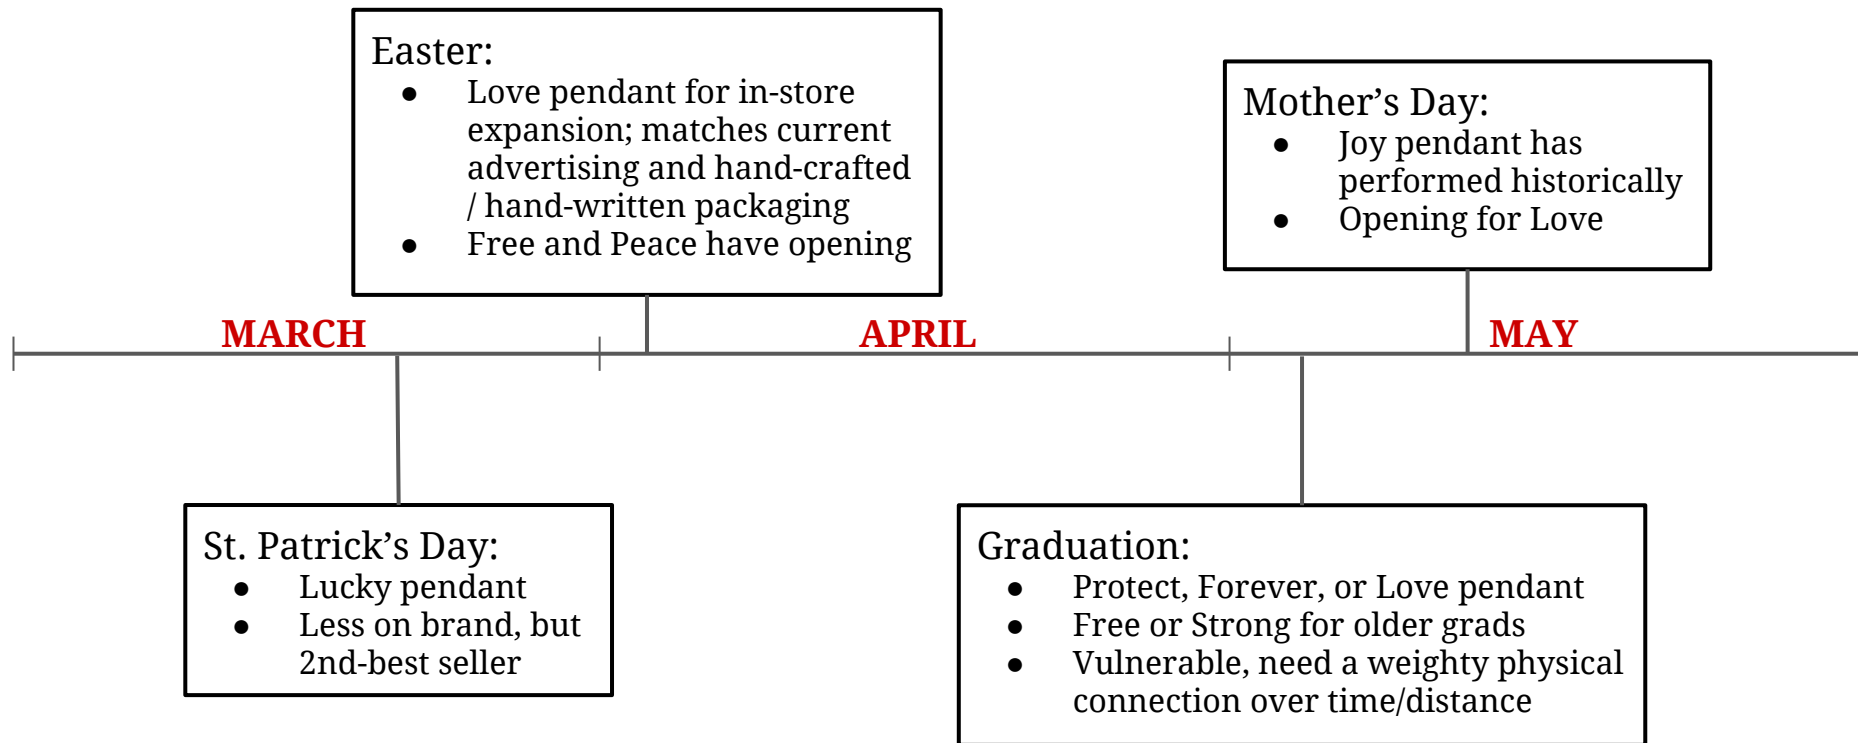 Easter:
● Love pendant for in-store
expansion; matches current
advertising and hand-crafted
/ hand-written packaging
● Free and Peace have opening
Mother’s Day:
● Joy pendant has
performed historically
● Opening for Love
MARCH
APRIL
MAY
St. Patrick’s Day:
● Lucky pendant
● Less on brand, but
2nd-best seller
Graduation:
● Protect, Forever, or Love pendant
● Free or Strong for older grads
● Vulnerable, need a weighty physical
connection over time/distance